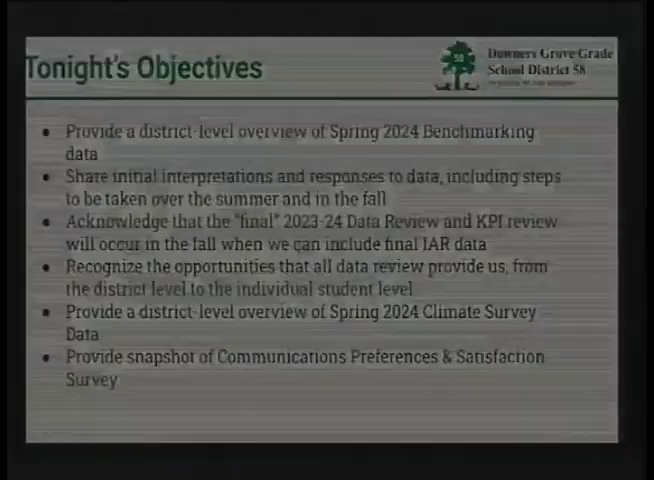 Tonight's Objectives
Downers Grove Grade
School District 58
58
• Provide a district-level overview of Spring 2024 Benchmarking
data
• Share initial interpretations and responses to data, including steps
to be taken over the summer and in the fall
• Acknowledge that the "final" 2023-24 Data Review and KPI review
will occur in the fall when we can include final IAR data
• Recognize the opportunities that all data review provide us, from
the district level to the individual student level
• Provide a district-level overview of Spring 2024 Climate Survey
Data
• Provide snapshot of Communications Preferences & Satisfaction
Survey